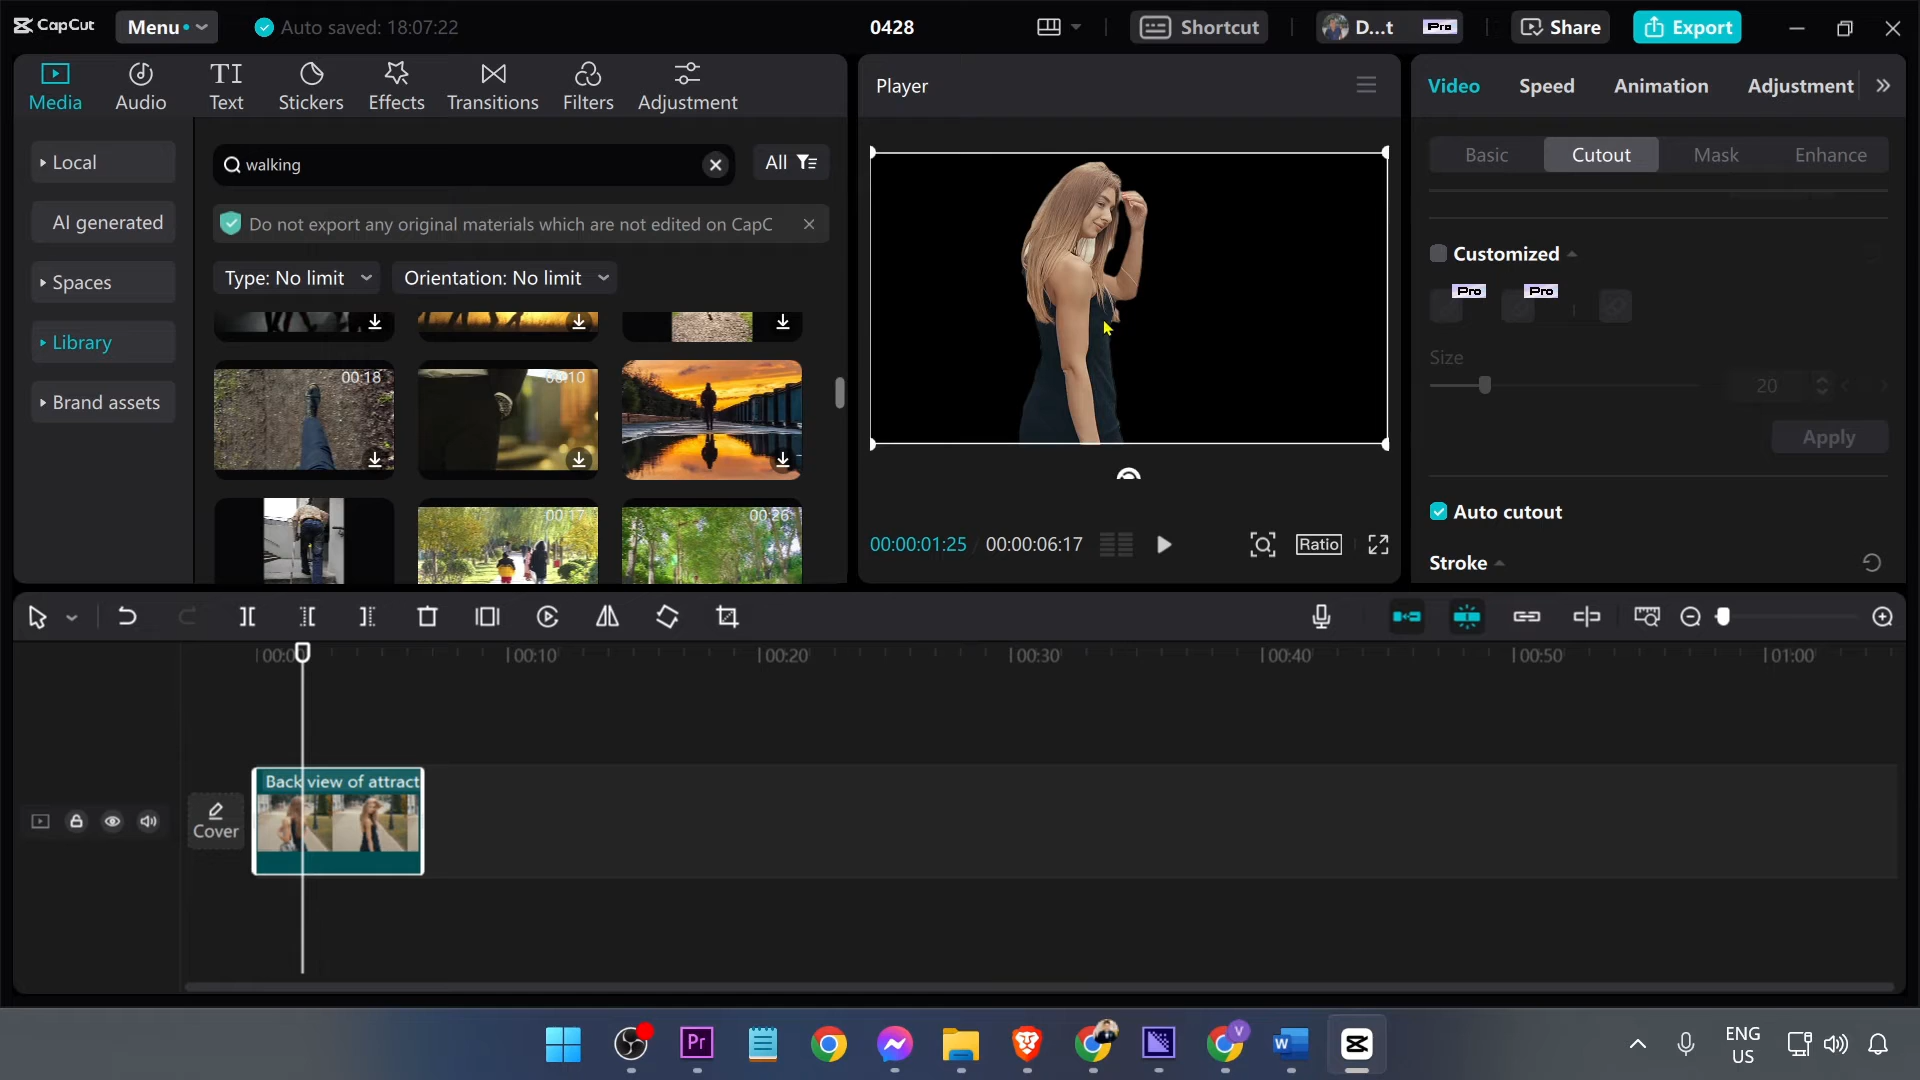 CapCut
Menu
Auto saved: 18:07:22
0428
Shortcut
D...t
Pro
Share
Export
Media
Audio
Text
Stickers
Effects
Transitions
Filters
Adjustment
Local
AI generated
Spaces
Library
Brand assets
walking
All
Do not export any original materials which are not edited on CapC
Type: No limit
Orientation: No limit
00:18
00:10
00:17
00:26
Player
00:00:01:25
00:00:06:17
Ratio
Video
Speed
Animation
Adjustment
Basic
Cutout
Mask
Enhance
Customized
Pro
Pro
Size
20
Apply
Auto cutout
Stroke
00:10
00:20
00:30
00:40
00:50
01:00
Cover
Back view of attract
Pr
V
W
ENG
US